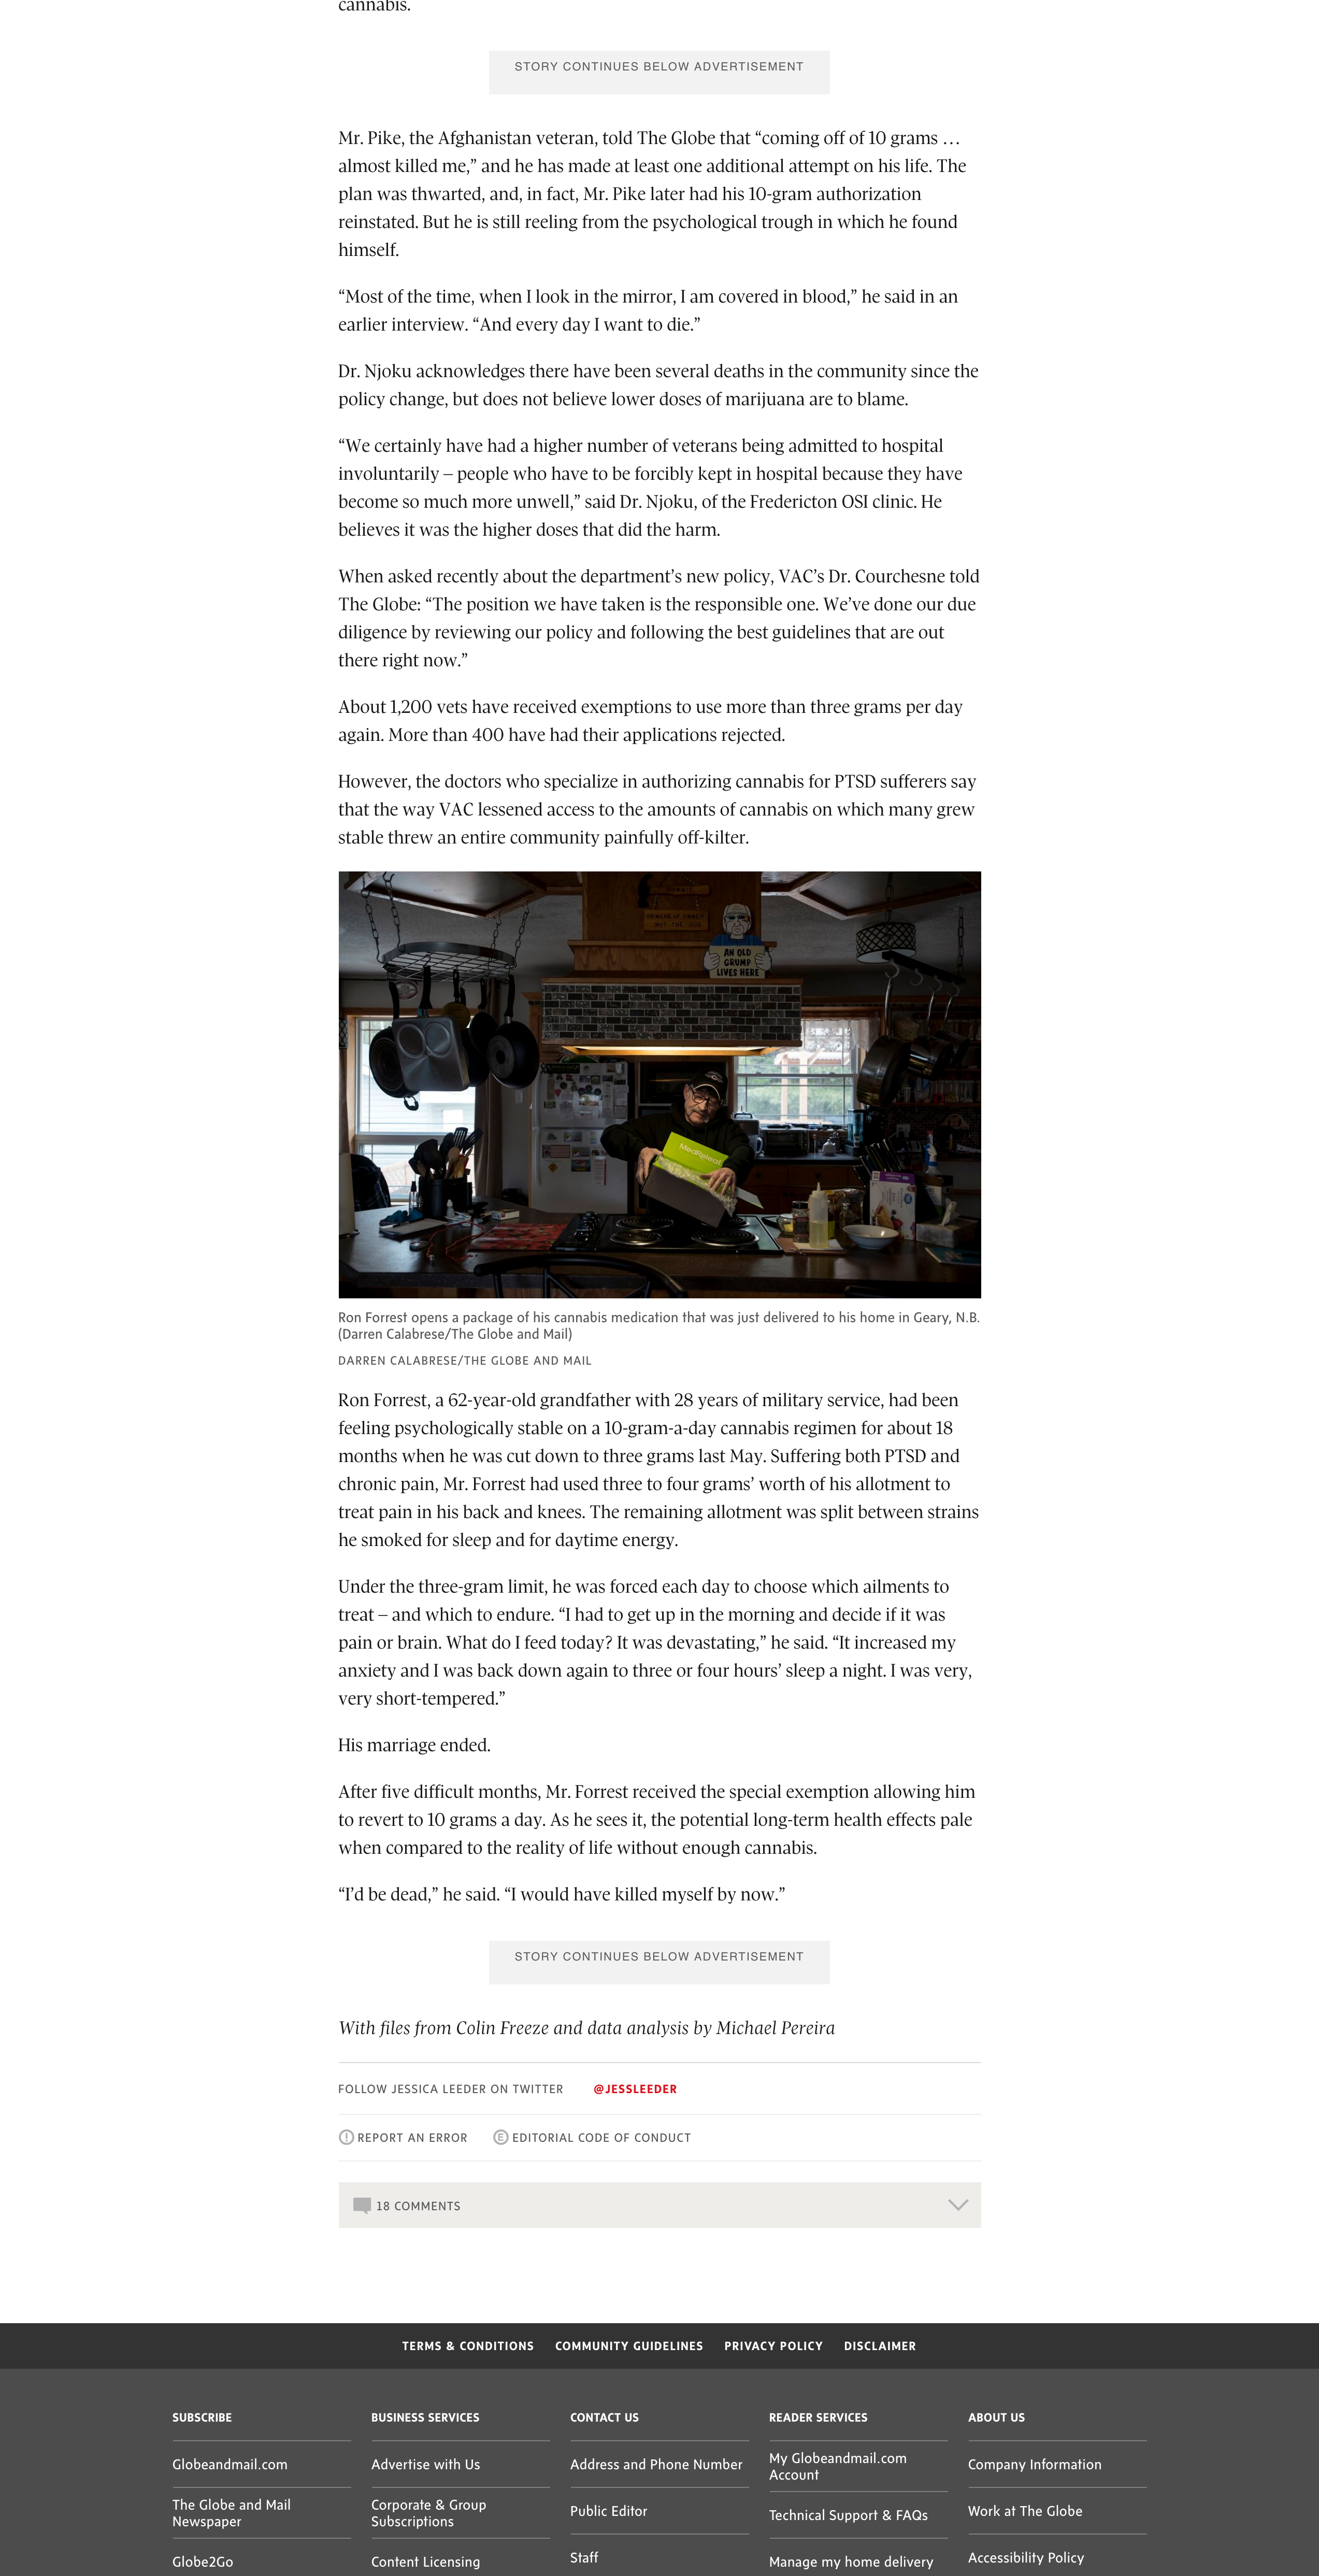 cannabis.
STORY CONTINUES BELOW ADVERTISEMENT
Mr. Pike, the Afghanistan veteran, told The Globe that “coming off of 10 grams …
almost killed me,” and he has made at least one additional attempt on his life. The
plan was thwarted, and, in fact, Mr. Pike later had his 10-gram authorization
reinstated. But he is still reeling from the psychological trough in which he found
himself.
“Most of the time, when I look in the mirror, I am covered in blood,” he said in an
earlier interview. “And every day I want to die.”
Dr. Njoku acknowledges there have been several deaths in the community since the
policy change, but does not believe lower doses of marijuana are to blame.
“We certainly have had a higher number of veterans being admitted to hospital
involuntarily – people who have to be forcibly kept in hospital because they have
become so much more unwell,” said Dr. Njoku, of the Fredericton OSI clinic. He
believes it was the higher doses that did the harm.
When asked recently about the department’s new policy, VAC’s Dr. Courchesne told
The Globe: “The position we have taken is the responsible one. We’ve done our due
diligence by reviewing our policy and following the best guidelines that are out
there right now.”
About 1,200 vets have received exemptions to use more than three grams per day
again. More than 400 have had their applications rejected.
However, the doctors who specialize in authorizing cannabis for PTSD sufferers say
that the way VAC lessened access to the amounts of cannabis on which many grew
stable threw an entire community painfully off-kilter.
BEWARE OF OWNER
NOT THE DOG
AN OLD
GRUMP
LIVES HERE
MedReleaf
Ron Forrest opens a package of his cannabis medication that was just delivered to his home in Geary, N.B.
(Darren Calabrese/The Globe and Mail)
DARREN CALABRESE/THE GLOBE AND MAIL
Ron Forrest, a 62-year-old grandfather with 28 years of military service, had been
feeling psychologically stable on a 10-gram-a-day cannabis regimen for about 18
months when he was cut down to three grams last May. Suffering both PTSD and
chronic pain, Mr. Forrest had used three to four grams’ worth of his allotment to
treat pain in his back and knees. The remaining allotment was split between strains
he smoked for sleep and for daytime energy.
Under the three-gram limit, he was forced each day to choose which ailments to
treat – and which to endure. “I had to get up in the morning and decide if it was
pain or brain. What do I feed today? It was devastating,” he said. “It increased my
anxiety and I was back down again to three or four hours’ sleep a night. I was very,
very short-tempered.”
His marriage ended.
After five difficult months, Mr. Forrest received the special exemption allowing him
to revert to 10 grams a day. As he sees it, the potential long-term health effects pale
when compared to the reality of life without enough cannabis.
“I’d be dead,” he said. “I would have killed myself by now.”
STORY CONTINUES BELOW ADVERTISEMENT
With files from Colin Freeze and data analysis by Michael Pereira
FOLLOW JESSICA LEEDER ON TWITTER @JESSLEEDER
REPORT AN ERROR E EDITORIAL CODE OF CONDUCT
18 COMMENTS
TERMS & CONDITIONS COMMUNITY GUIDELINES PRIVACY POLICY DISCLAIMER
SUBSCRIBE
Globeandmail.com
The Globe and Mail
Newspaper
Globe2Go
BUSINESS SERVICES
Advertise with Us
Corporate & Group
Subscriptions
Content Licensing
CONTACT US
Address and Phone Number
Public Editor
Staff
READER SERVICES
My Globeandmail.com
Account
Technical Support & FAQs
Manage my home delivery
ABOUT US
Company Information
Work at The Globe
Accessibility Policy